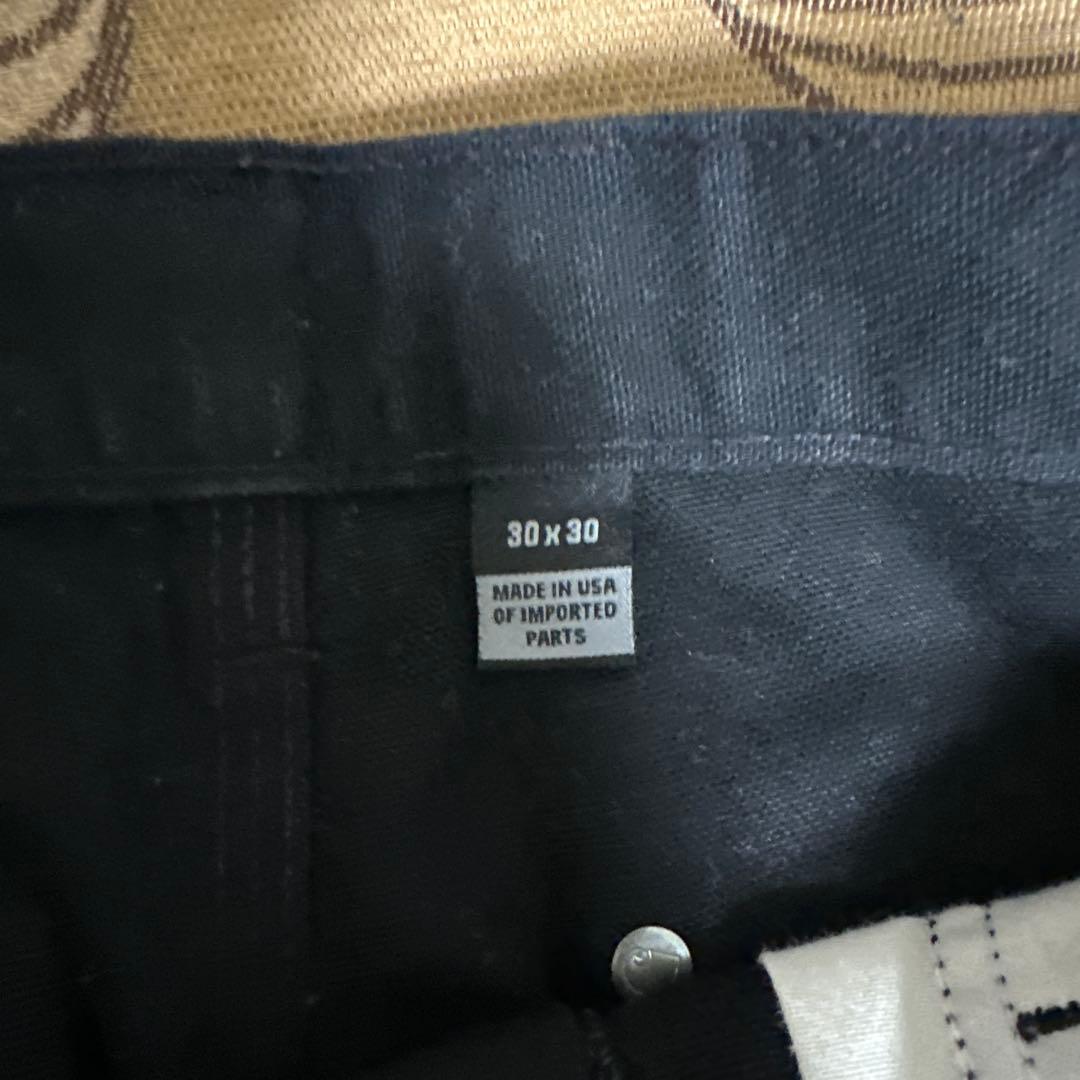 30x30
MADE IN USA
OF IMPORTED
PARTS